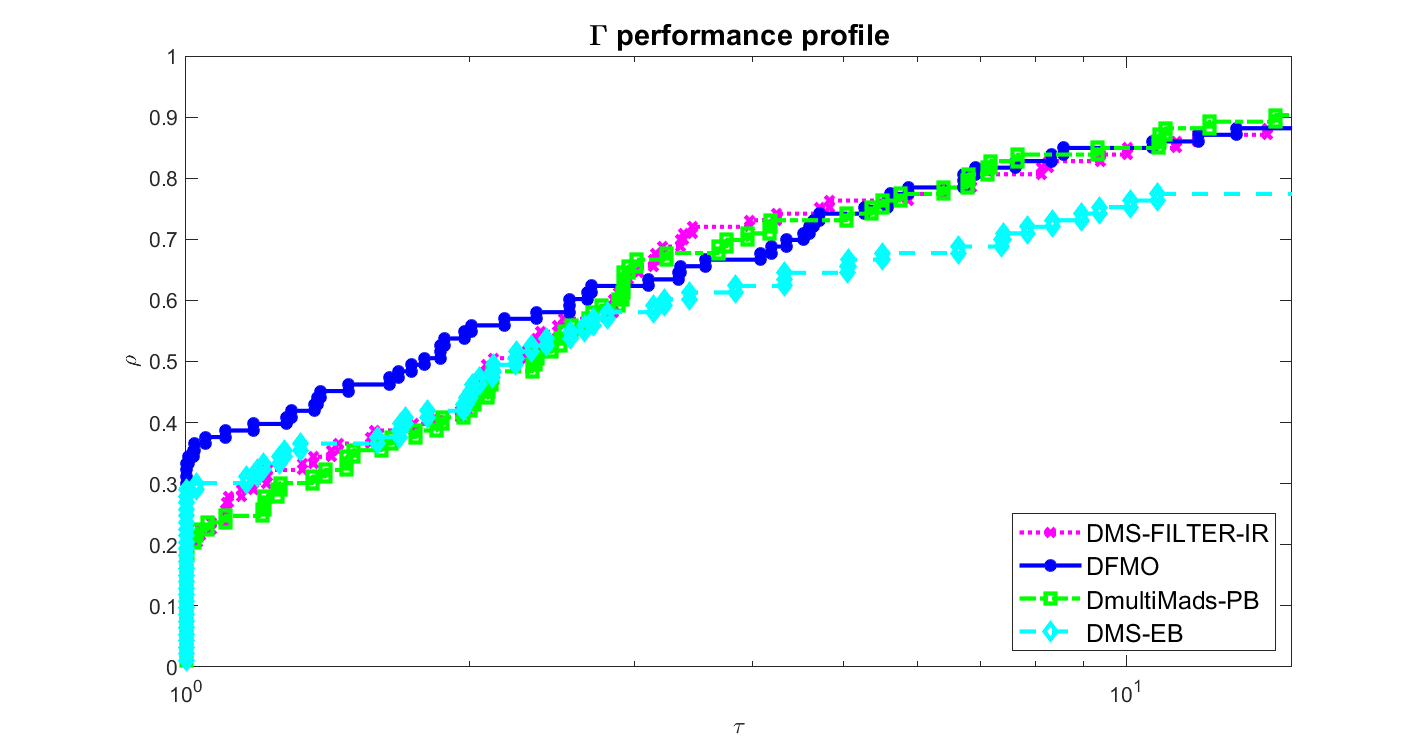 Γ performance profile
1
0.9
0.8
0.7
0.6
0.5
0.4
0.3
0.2
0.1
0
ρ
10⁰
10¹
τ
DMS-FILTER-IR
DFMO
DmultiMads-PB
DMS-EB